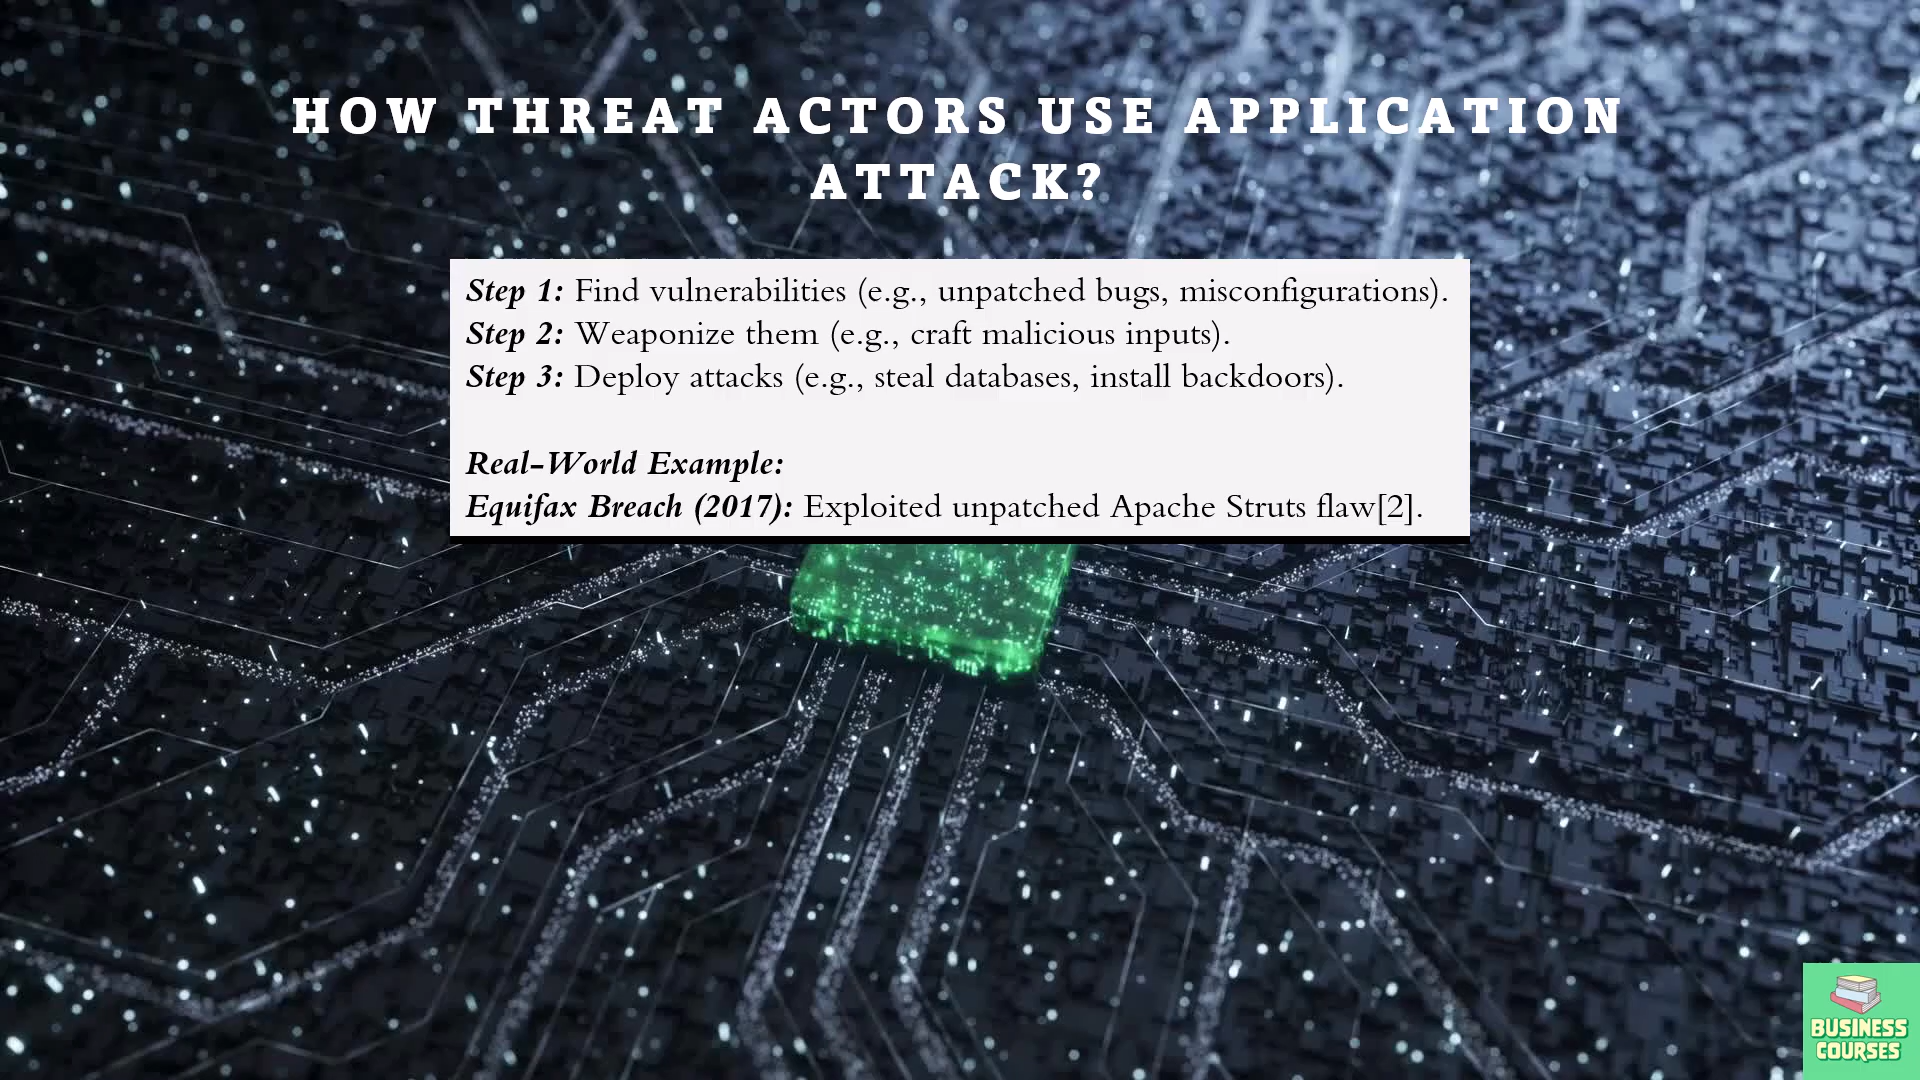 HOW THREAT ACTORS USE APPLICATION
ATTACK?
Step 1: Find vulnerabilities (e.g., unpatched bugs, misconfigurations).
Step 2: Weaponize them (e.g., craft malicious inputs).
Step 3: Deploy attacks (e.g., steal databases, install backdoors).
Real-World Example:
Equifax Breach (2017): Exploited unpatched Apache Struts flaw[2].
BUSINESS
COURSES